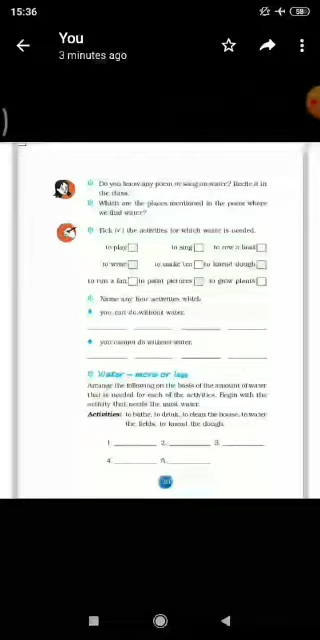 15:36
58
You
3 minutes ago
Do you know any poem or song on water? Recite it in
the class.
Which are the places mentioned in the poem where
we find water?
Tick (✓) the activities for which water is needed.
to play to sing to row a boat
to write to make tea to knead dough
to run a fan to paint pictures to grow plants
Name any four activities which
you can do without water.
you cannot do without water.
Water – more or less
Arrange the following on the basis of the amount of water
that is needed for each of the activities. Begin with the
activity that needs the most water.
Activities: to bathe, to drink, to clean the house, to water
the fields, to knead the dough.
1. 2. 3.
4. 5.